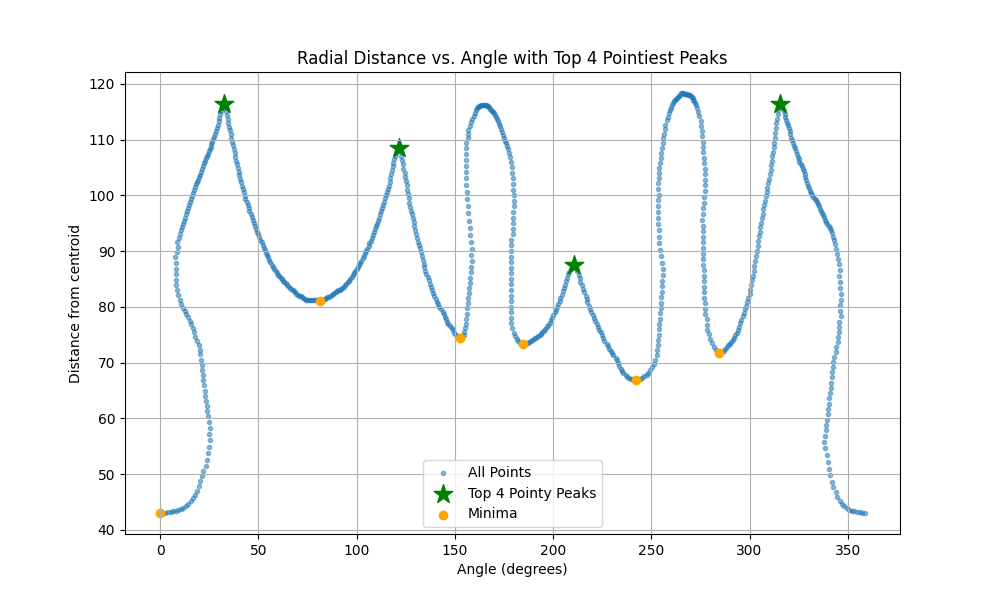 Radial Distance vs. Angle with Top 4 Pointiest Peaks
120
110
100
90
80
70
60
50
40
Distance from centroid
All Points
Top 4 Pointy Peaks
Minima
0 50 100 150 200 250 300 350
Angle (degrees)